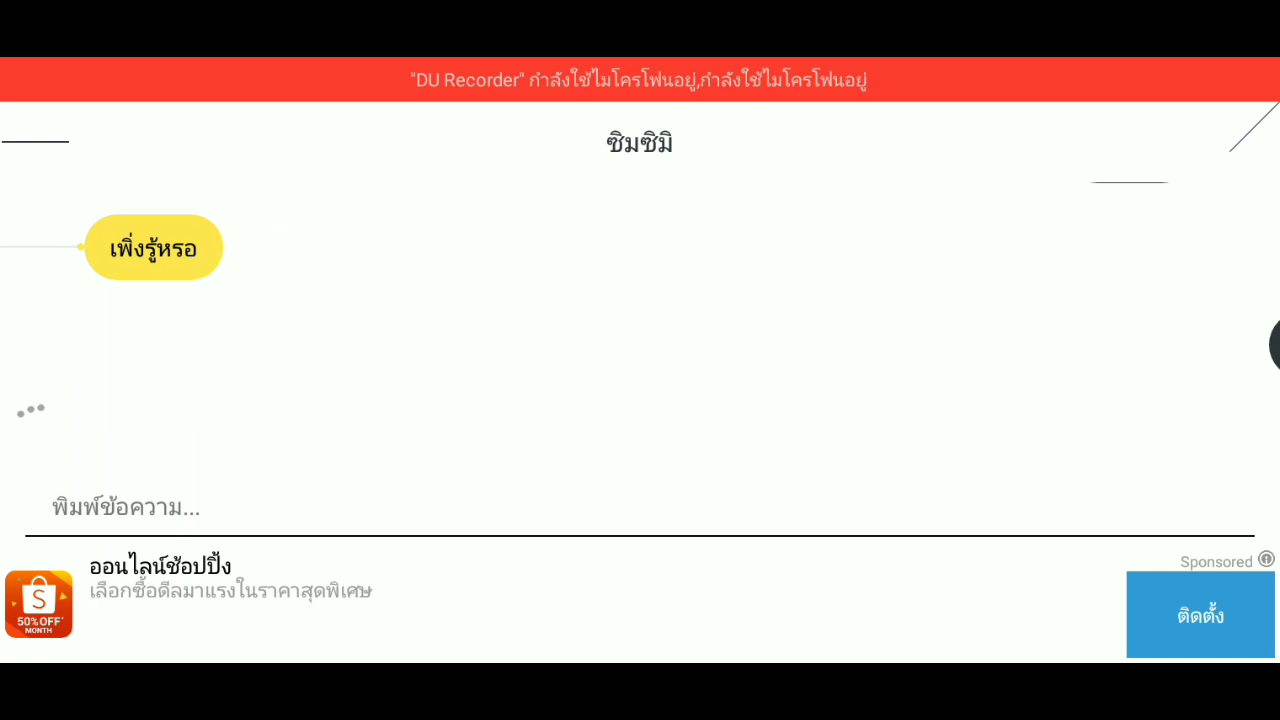 "DU Recorder" กำลังใช้ไมโครโฟนอยู่,กำลังใช้ไมโครโฟนอยู่
ซิมซิมิ
เพิ่งรู้หรอ
พิมพ์ข้อความ...
ออนไลน์ช้อปปิ้ง
เลือกซื้อดีลมาแรงในราคาสุดพิเศษ
Sponsored
ติดตั้ง
S
50% OFF*
MONTH